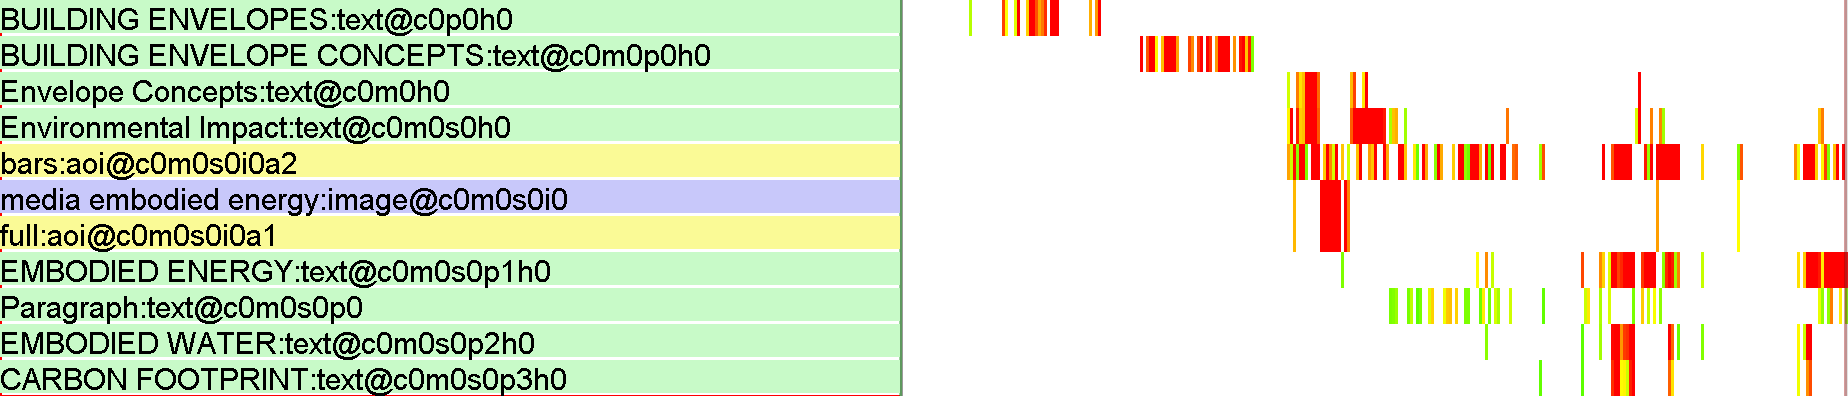 BUILDING ENVELOPES:text@c0p0h0
BUILDING ENVELOPE CONCEPTS:text@c0m0p0h0
Envelope Concepts:text@c0m0h0
Environmental Impact:text@c0m0s0h0
bars:aoi@c0m0s0i0a2
media embodied energy:image@c0m0s0i0
full:aoi@c0m0s0i0a1
EMBODIED ENERGY:text@c0m0s0p1h0
Paragraph:text@c0m0s0p0
EMBODIED WATER:text@c0m0s0p2h0
CARBON FOOTPRINT:text@c0m0s0p3h0